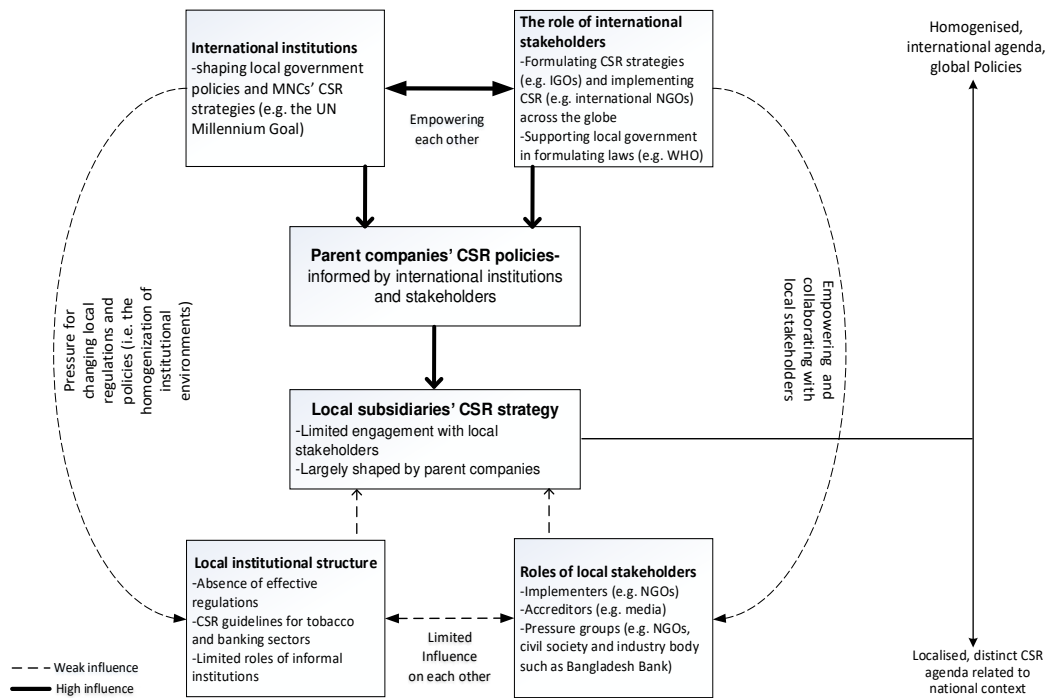 International institutions
-shaping local government
policies and MNCs' CSR
strategies (e.g. the UN
Millennium Goal)
Empowering
each other
The role of international
stakeholders
-Formulating CSR strategies
(e.g. IGOs) and implementing
CSR (e.g. international NGOs)
across the globe
-Supporting local government
in formulating laws (e.g. WHO)
Homogenised,
international agenda,
global Policies
Parent companies' CSR policies-
informed by international institutions
and stakeholders
Pressure for
changing local
regulations and
policies (i.e. the
homogenization of
institutional
environments)
Empowering and
collaborating with
local stakeholders
Local subsidiaries' CSR strategy
-Limited engagement with local
stakeholders
-Largely shaped by parent companies
Local institutional structure
-Absence of effective
regulations
-CSR guidelines for tobacco
and banking sectors
-Limited roles of informal
institutions
Limited
Influence
on each other
Roles of local stakeholders
-Implementers (e.g. NGOs)
-Accreditors (e.g. media)
-Pressure groups (e.g. NGOs,
civil society and industry body
such as Bangladesh Bank)
Localised, distinct CSR
agenda related to
national context
Weak influence
High influence